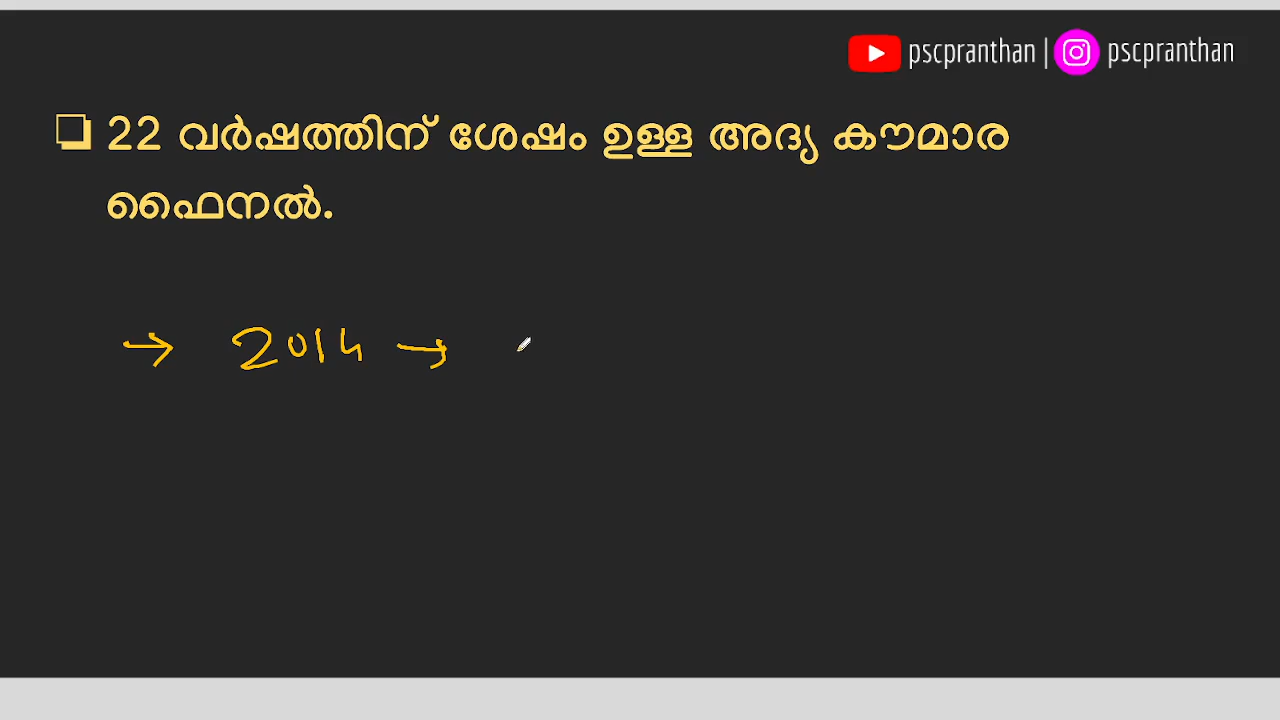 pscpranthan | pscpranthan
22 വർഷത്തിന് ശേഷം ഉള്ള അദ്യ കൗമാര
ഫൈനൽ.
→ 2014 →